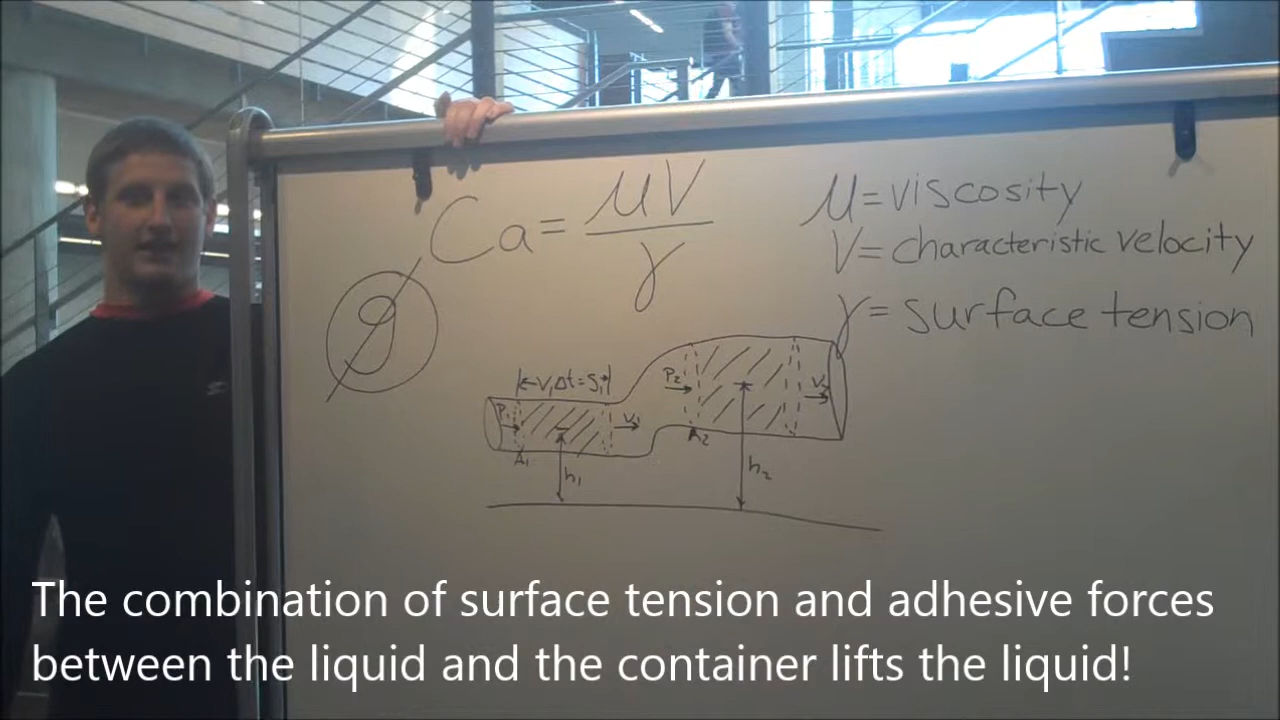 Ca = μV/γ
μ = viscosity
V = characteristic velocity
γ = surface tension
g
|←V₁Δt=S₁→|
P₁
V₁
A₁
h₁
P₂
V₂
A₂
h₂
The combination of surface tension and adhesive forces
between the liquid and the container lifts the liquid!